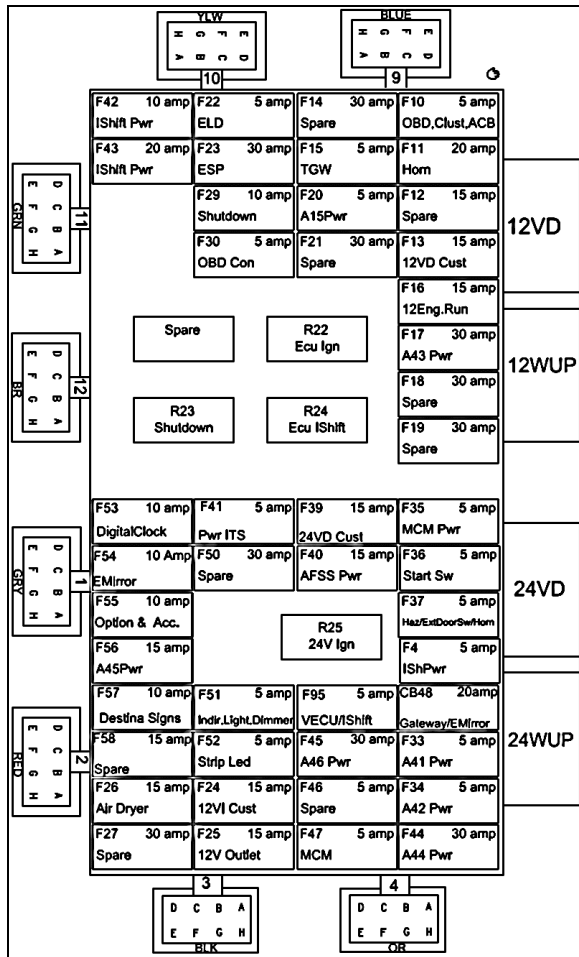 YLW
BLUE
H G F E
A B C D
H G F E
A B C D
10
9
F42 10 amp
IShift Pwr
F22 5 amp
ELD
F14 30 amp
Spare
F10 5 amp
OBD,Clust,ACB
F43 20 amp
IShift Pwr
F23 30 amp
ESP
F15 5 amp
TGW
F11 20 amp
Horn
F29 10 amp
Shutdown
F20 5 amp
A15Pwr
F12 15 amp
Spare
F30 5 amp
OBD Con
F21 30 amp
Spare
F13 15 amp
12VD Cust
F16 15 amp
12Eng.Run
F17 30 amp
A43 Pwr
F18 30 amp
Spare
F19 30 amp
Spare
GRN
E D
F C
G B
H A
11
12VD
Spare
R22
Ecu Ign
R23
Shutdown
R24
Ecu IShift
BR
E D
F C
G B
H A
12
12WUP
F53 10 amp
DigitalClock
F41 5 amp
Pwr ITS
F39 15 amp
24VD Cust
F35 5 amp
MCM Pwr
F54 10 Amp
EMirror
F50 30 amp
Spare
F40 15 amp
AFSS Pwr
F36 5 amp
Start Sw
F55 10 amp
Option & Acc.
F37 5 amp
Haz/ExtDoorSw/Horn
F56 15 amp
A45Pwr
R25
24V Ign
F4 5 amp
IShPwr
GRY
E D
F C
G B
H A
1
24VD
F57 10 amp
Destina Signs
F51 5 amp
Indir.Light,Dimmer
F95 5 amp
VECU/IShift
CB48 20amp
Gateway/EMirror
F58 15 amp
Spare
F52 5 amp
Strip Led
F45 30 amp
A46 Pwr
F33 5 amp
A41 Pwr
F26 15 amp
Air Dryer
F24 15 amp
12VI Cust
F46 5 amp
Spare
F34 5 amp
A42 Pwr
F27 30 amp
Spare
F25 15 amp
12V Outlet
F47 5 amp
MCM
F44 30 amp
A44 Pwr
RED
E D
F C
G B
H A
2
24WUP
3
4
D C B A
E F G H
BLK
D C B A
E F G H
OR